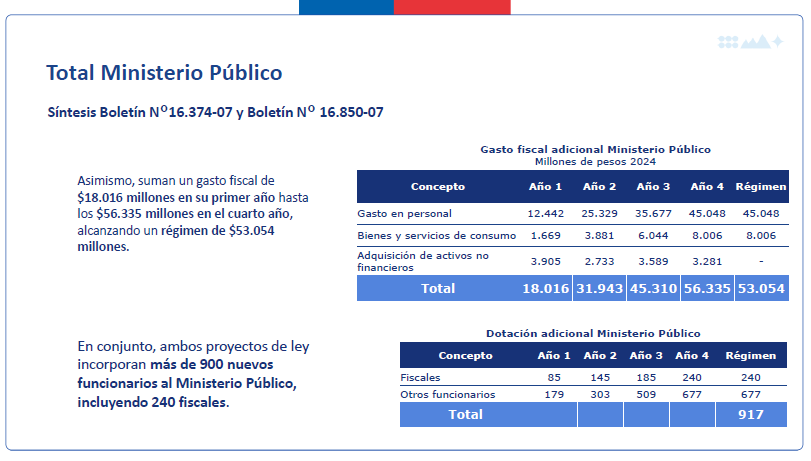 Total Ministerio Público
Síntesis Boletín Nº16.374-07 y Boletín Nº 16.850-07
Asimismo, suman un gasto fiscal de
$18.016 millones en su primer año hasta
los $56.335 millones en el cuarto año,
alcanzando un régimen de $53.054
millones.
Gasto fiscal adicional Ministerio Público
Millones de pesos 2024
Concepto Año 1 Año 2 Año 3 Año 4 Régimen
Gasto en personal 12.442 25.329 35.677 45.048 45.048
Bienes y servicios de consumo 1.669 3.881 6.044 8.006 8.006
Adquisición de activos no
financieros 3.905 2.733 3.589 3.281 -
Total 18.016 31.943 45.310 56.335 53.054
En conjunto, ambos proyectos de ley
incorporan más de 900 nuevos
funcionarios al Ministerio Público,
incluyendo 240 fiscales.
Dotación adicional Ministerio Público
Concepto Año 1 Año 2 Año 3 Año 4 Régimen
Fiscales 85 145 185 240 240
Otros funcionarios 179 303 509 677 677
Total 917